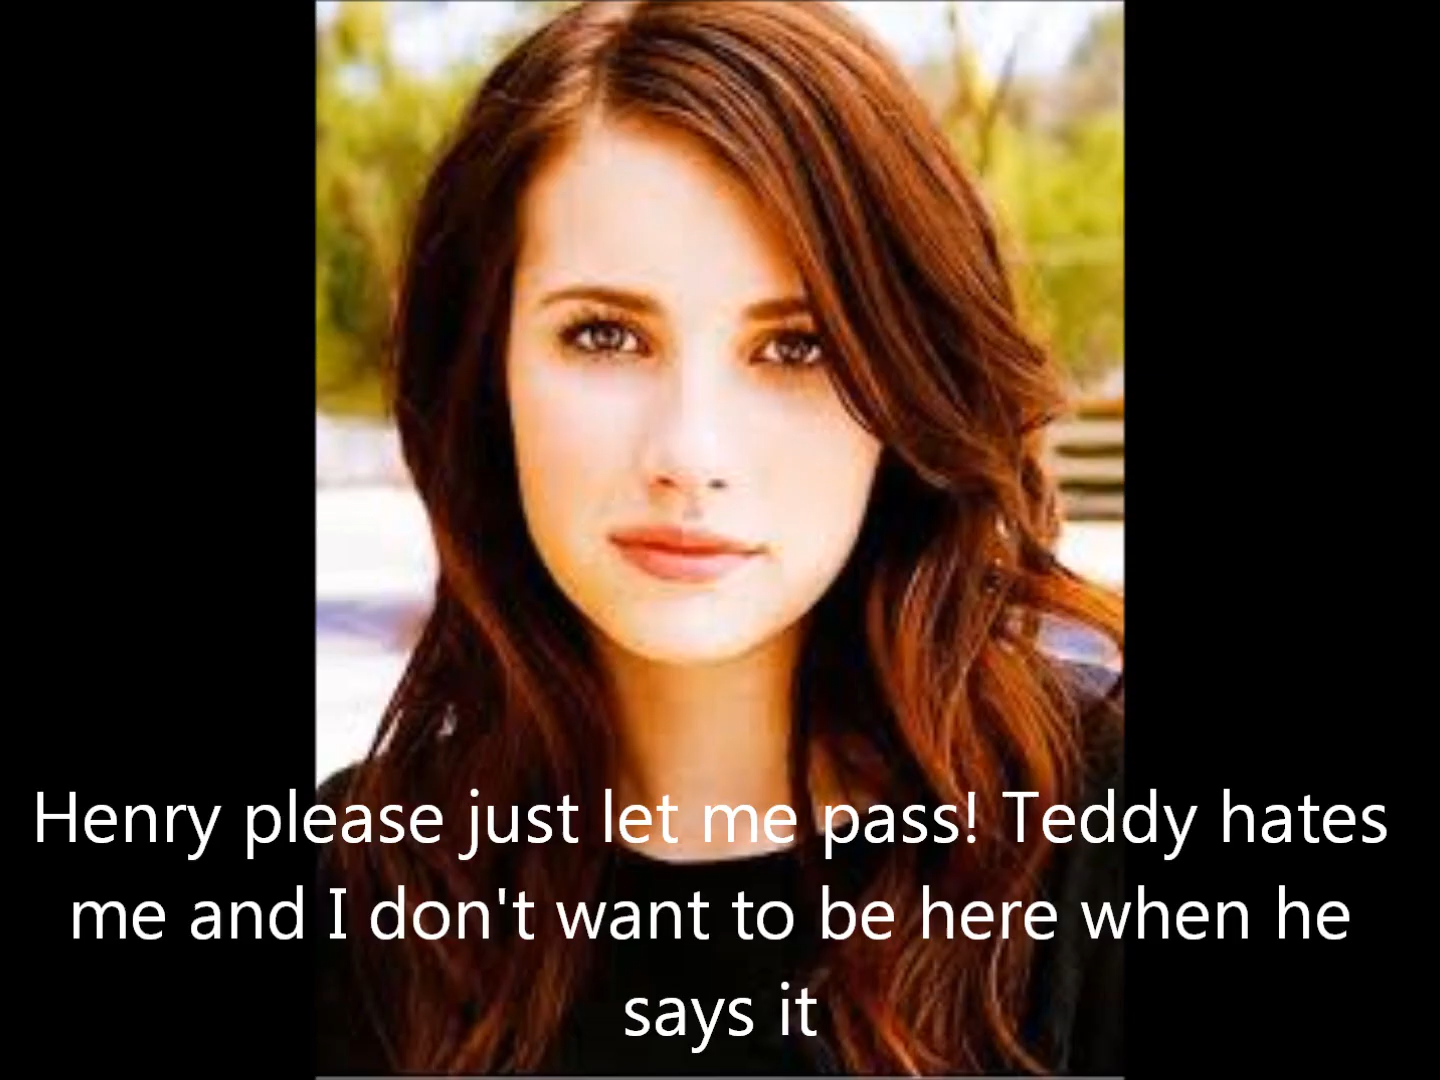 Henry please just let me pass! Teddy hates
me and I don't want to be here when he
says it